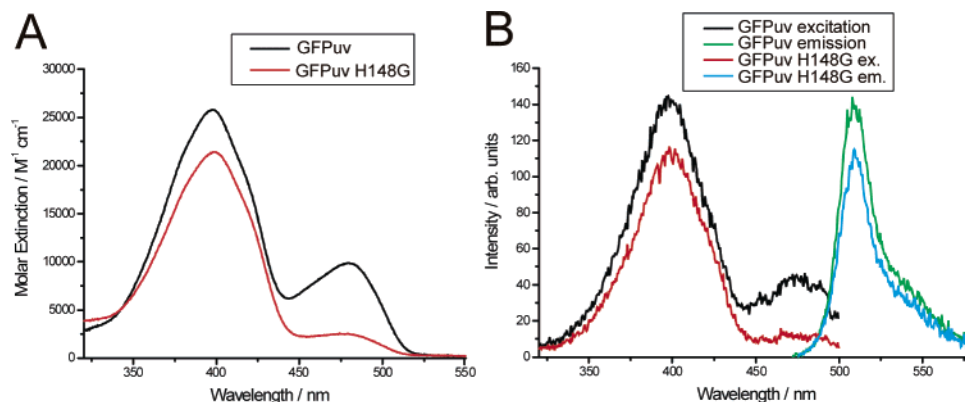 A
GFPuv
GFPuv H148G
30000
25000
20000
15000
10000
5000
0
Molar Extinction / M⁻¹ cm⁻¹
350 400 450 500 550
Wavelength / nm
B
GFPuv excitation
GFPuv emission
GFPuv H148G ex.
GFPuv H148G em.
160
140
120
100
80
60
40
20
0
Intensity / arb. units
350 400 450 500 550
Wavelength / nm